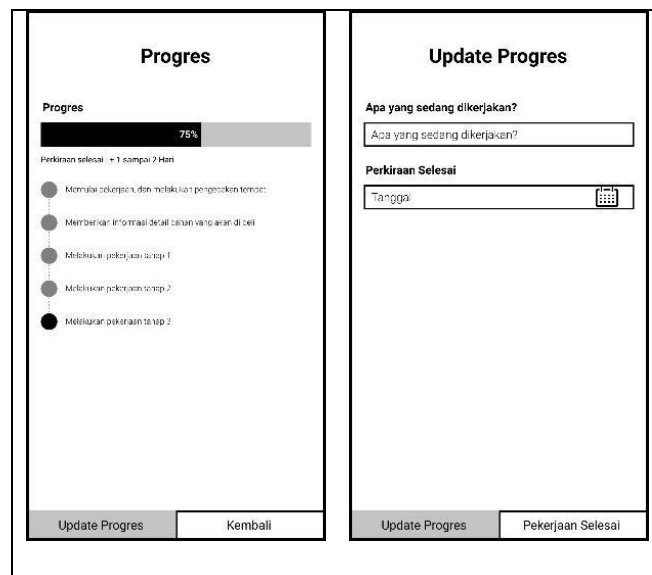 Progres
Progres
75%
Perkiraan selesai : ± 1 sampai 2 Hari
Memulai pekerjaan, dan melakukan pengecekan tempat
Memberikan informasi detail bahan yang akan di beli
Melakukan pekerjaan tahap 1
Melakukan pekerjaan tahap 2
Melakukan pekerjaan tahap 3
Update Progres
Kembali
Update Progres
Apa yang sedang dikerjakan?
Apa yang sedang dikerjakan?
Perkiraan Selesai
Tanggal
Update Progres
Pekerjaan Selesai